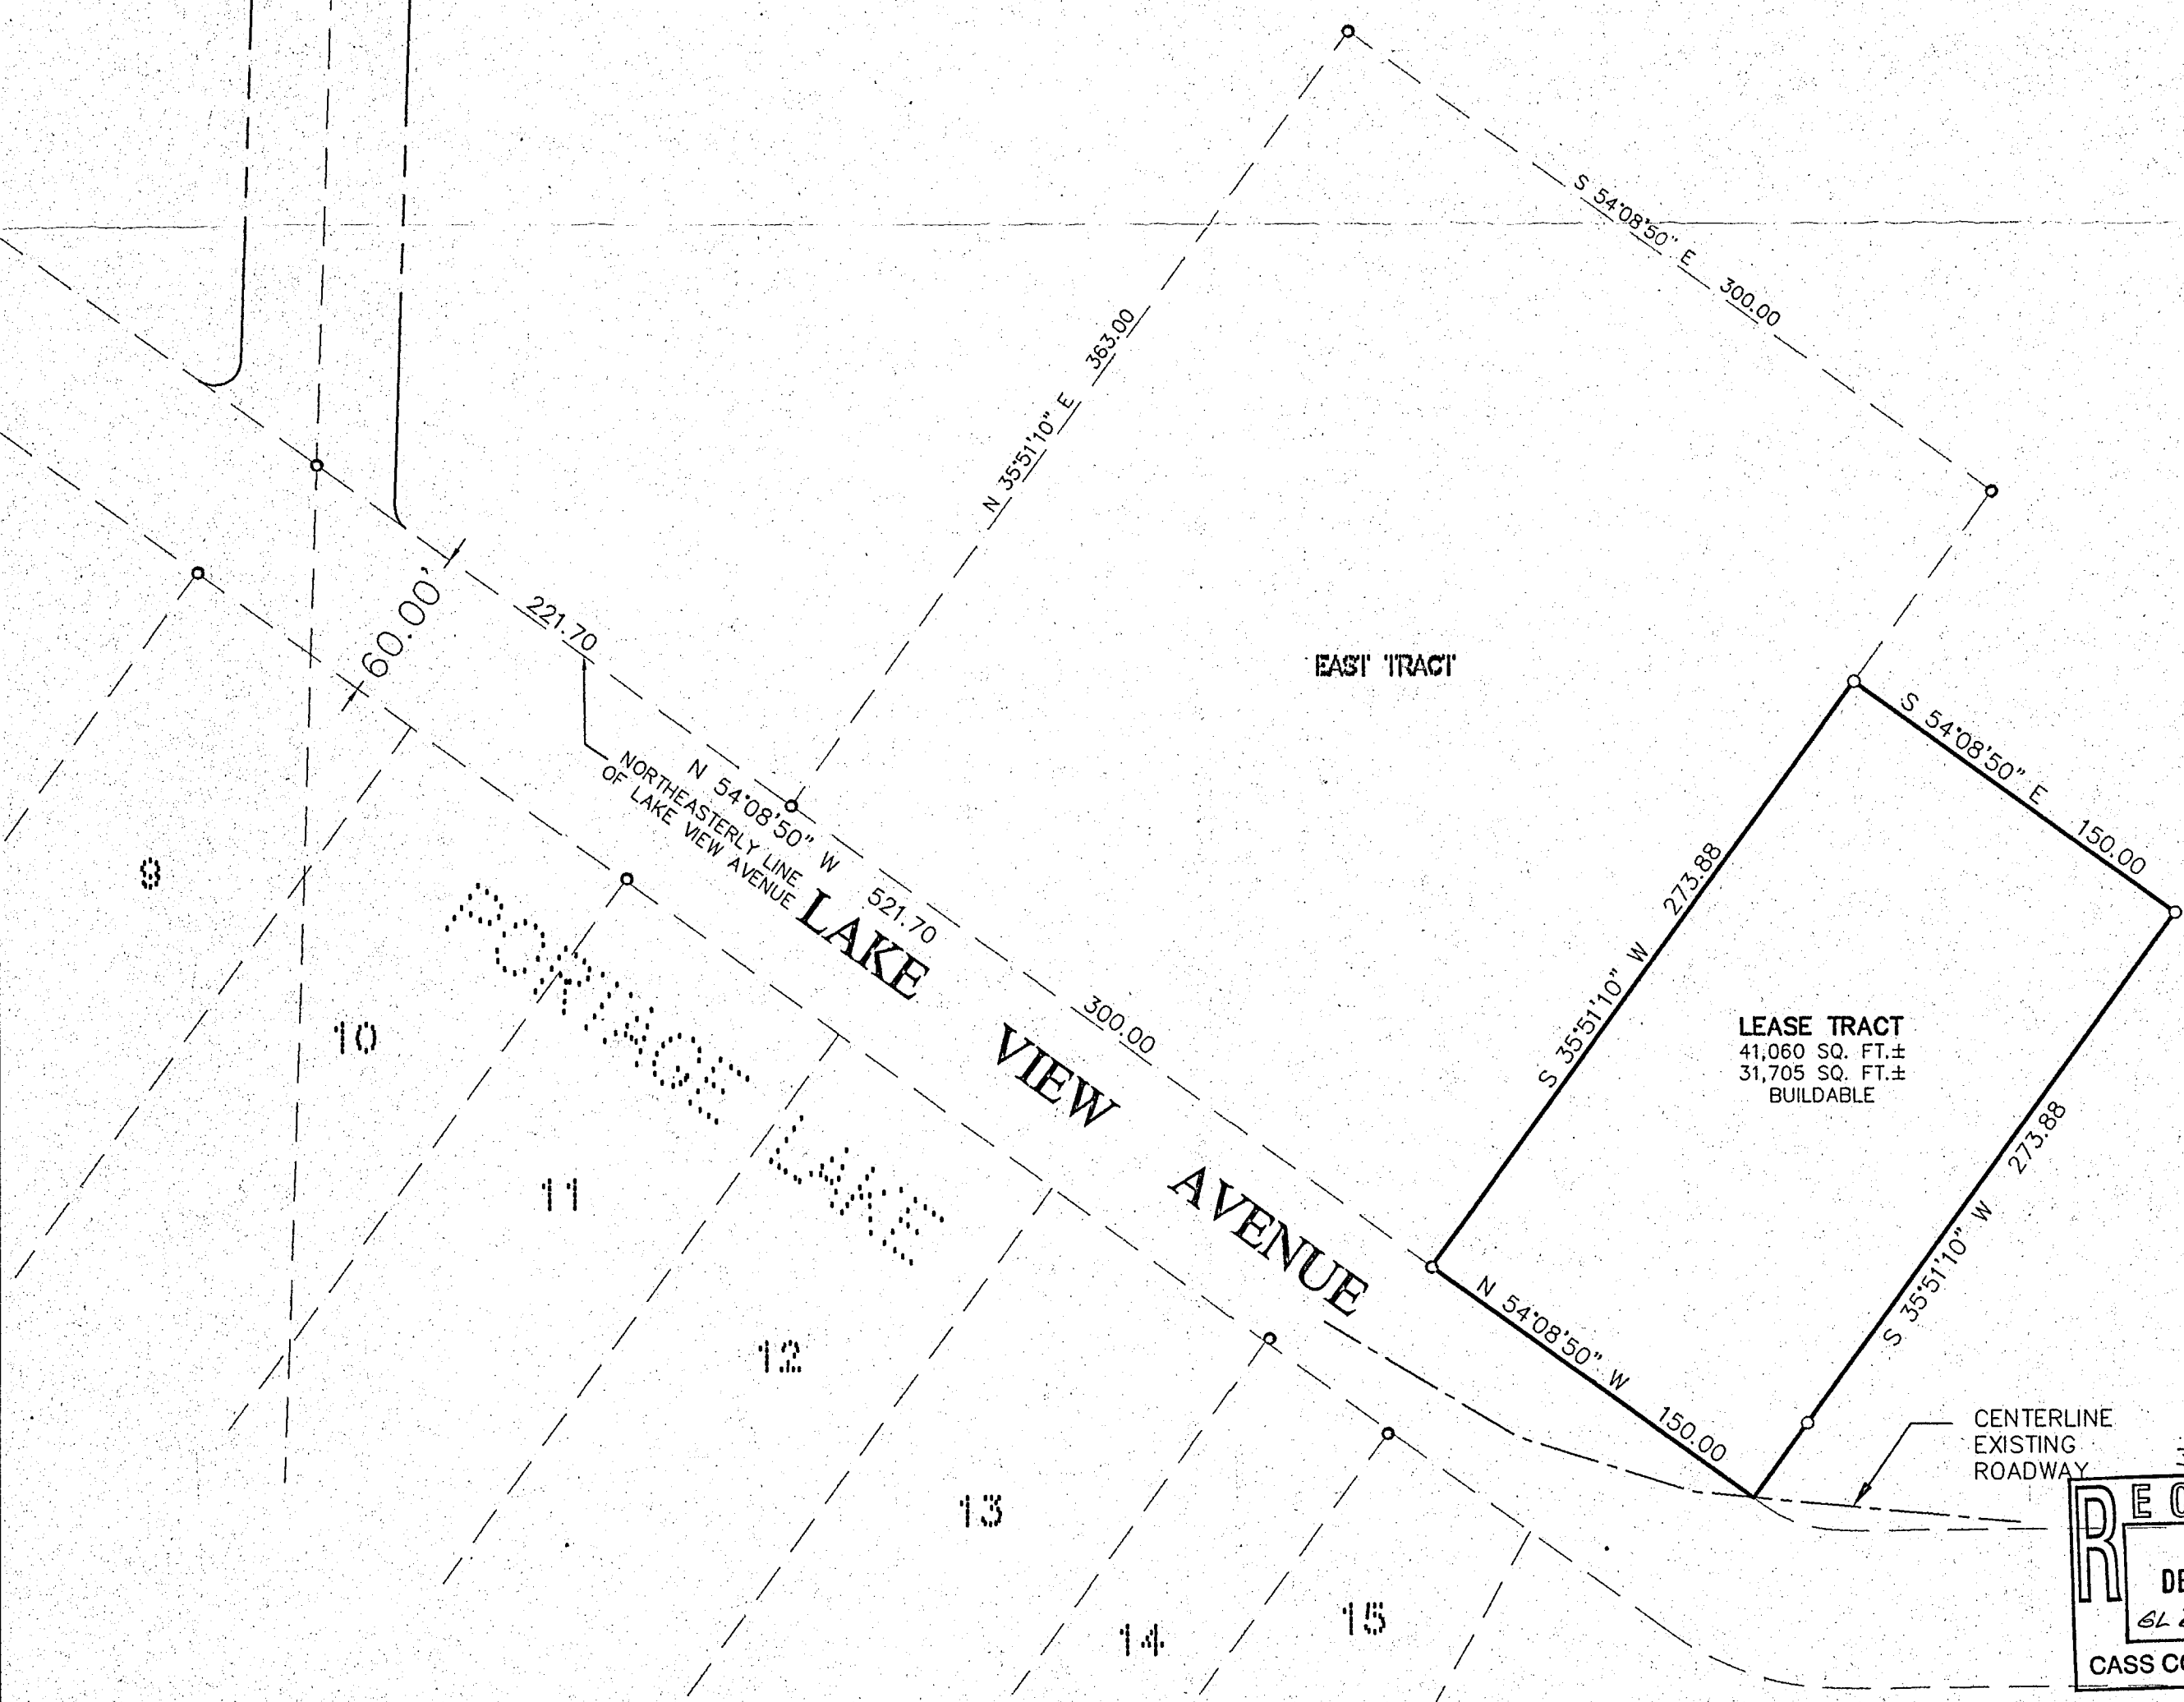 S 54°08'50" E 300.00
N 35°51'10" E 363.00
60.00'
221.70
EAST TRACT
NORTHEASTERLY LINE
OF LAKE VIEW AVENUE
N 54°08'50" W 521.70
300.00
LAKE VIEW AVENUE
PORTAGE LAKE
S 54°08'50" E 150.00
S 35°51'10" W 273.88
LEASE TRACT
41,060 SQ. FT.±
31,705 SQ. FT.±
BUILDABLE
S 35°51'10" W 273.88
N 54°08'50" W 150.00
CENTERLINE
EXISTING
ROADWAY
9
10
11
12
13
14
15
R E
DE
GL
CASS CO